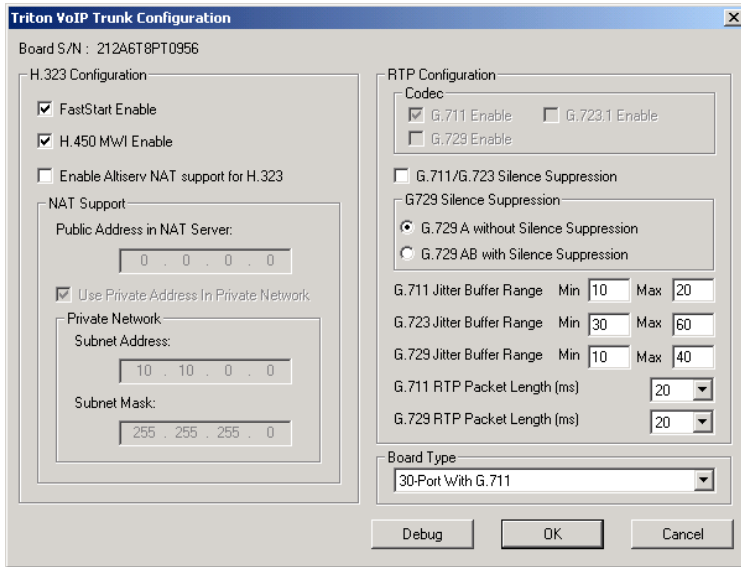 Triton VoIP Trunk Configuration
Board S/N : 212A6T8PT0956
H.323 Configuration
FastStart Enable
H.450 MWI Enable
Enable Altiserv NAT support for H.323
NAT Support
Public Address in NAT Server:
0 . 0 . 0 . 0
Use Private Address In Private Network
Private Network
Subnet Address:
10 . 10 . 0 . 0
Subnet Mask:
255 . 255 . 255 . 0
RTP Configuration
Codec
G.711 Enable G.723.1 Enable
G.729 Enable
G.711/G.723 Silence Suppression
G729 Silence Suppression
G.729 A without Silence Suppression
G.729 AB with Silence Suppression
G.711 Jitter Buffer Range Min 10 Max 20
G.723 Jitter Buffer Range Min 30 Max 60
G.729 Jitter Buffer Range Min 10 Max 40
G.711 RTP Packet Length (ms) 20
G.729 RTP Packet Length (ms) 20
Board Type
30-Port With G.711
Debug OK Cancel